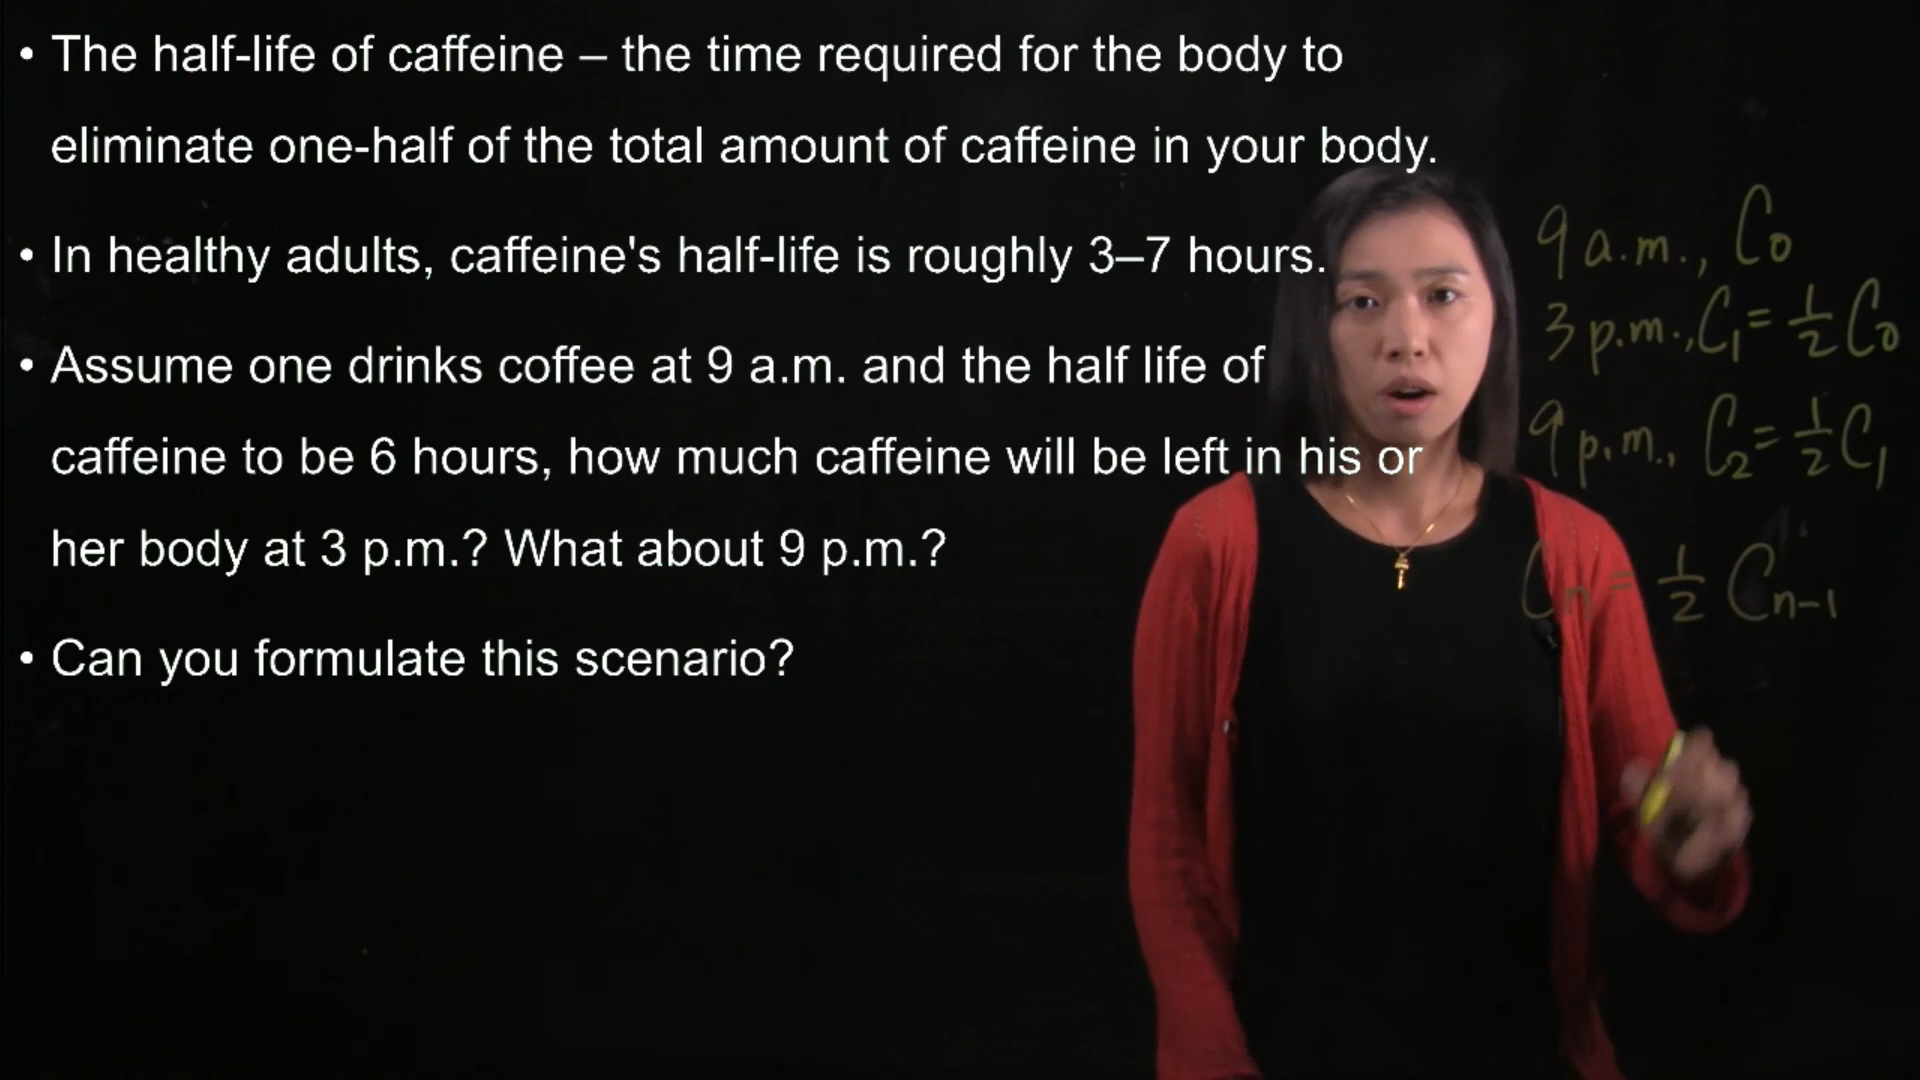 • The half-life of caffeine – the time required for the body to
eliminate one-half of the total amount of caffeine in your body.
• In healthy adults, caffeine's half-life is roughly 3–7 hours.
• Assume one drinks coffee at 9 a.m. and the half life of
caffeine to be 6 hours, how much caffeine will be left in his or
her body at 3 p.m.? What about 9 p.m.?
• Can you formulate this scenario?
9 a.m., C₀
3 p.m., C₁ = ½ C₀
9 p.m., C₂ = ½ C₁
Cₙ = ½ Cₙ₋₁